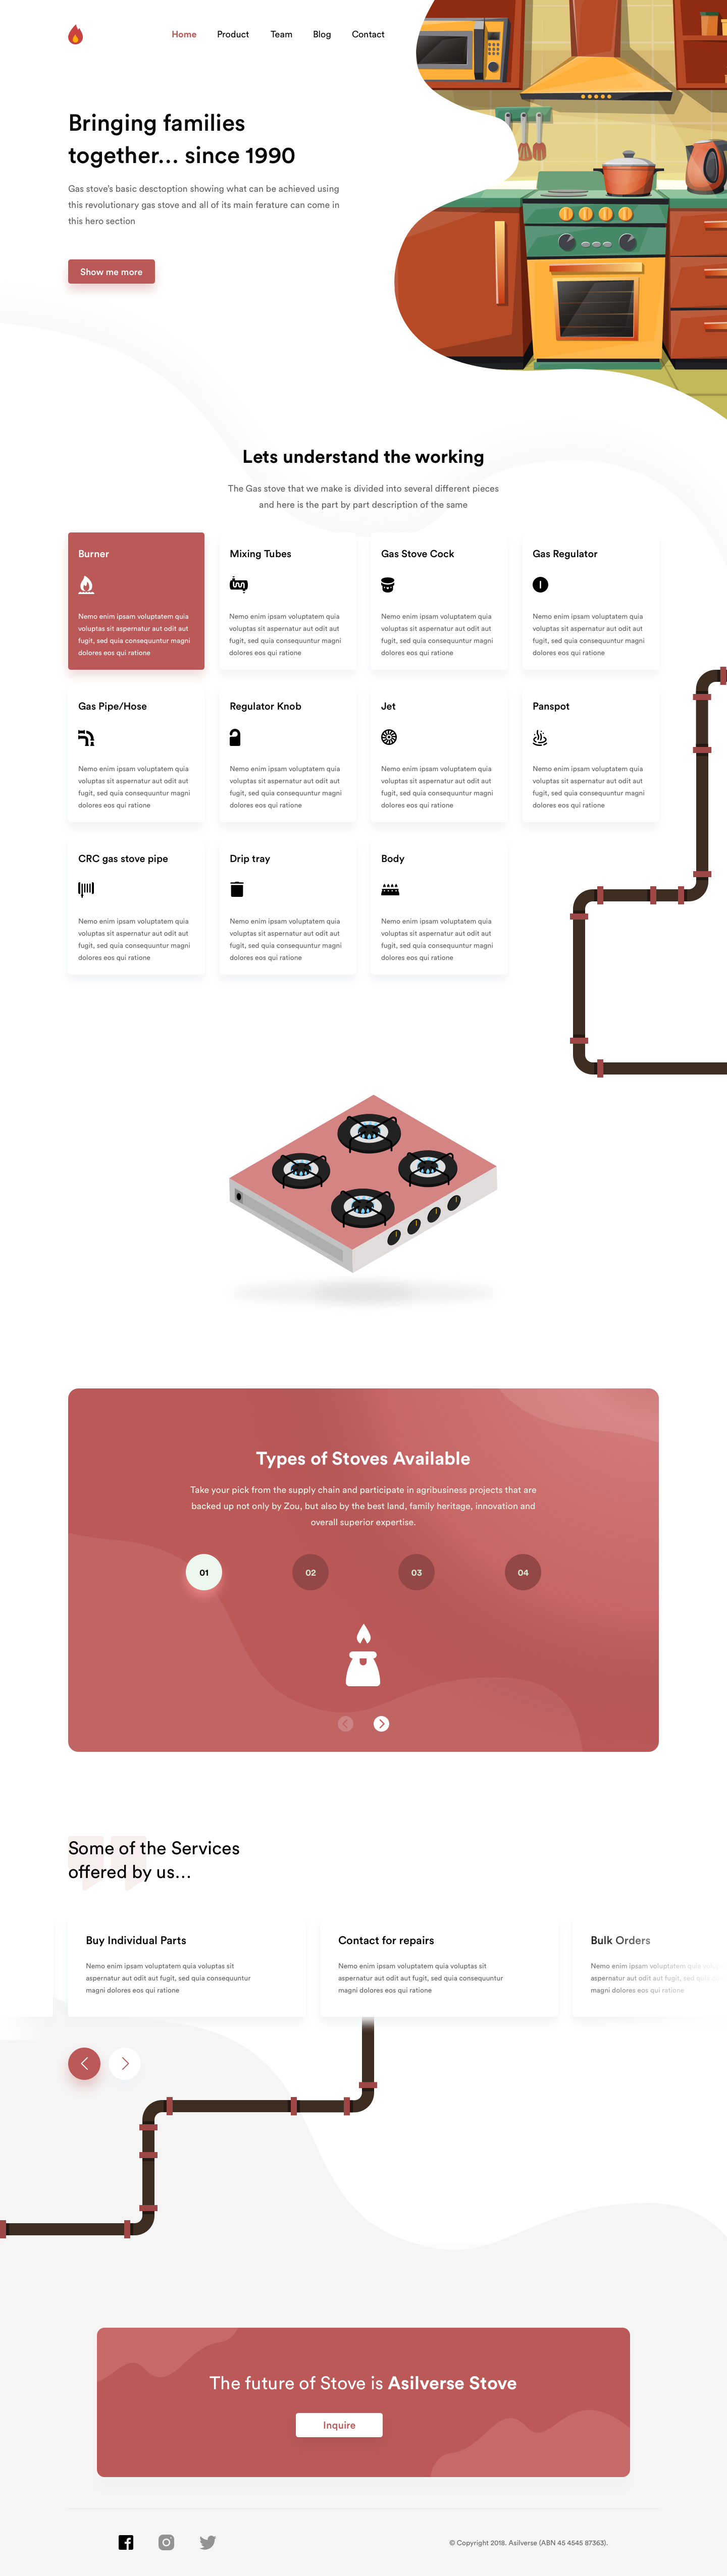 Home Product Team Blog Contact
Bringing families
together... since 1990
Gas stove's basic desctoption showing what can be achieved using
this revolutionary gas stove and all of its main ferature can come in
this hero section
Show me more
Lets understand the working
The Gas stove that we make is divided into several different pieces
and here is the part by part description of the same
Burner
Nemo enim ipsam voluptatem quia
voluptas sit aspernatur aut odit aut
fugit, sed quia consequuntur magni
dolores eos qui ratione
Mixing Tubes
Nemo enim ipsam voluptatem quia
voluptas sit aspernatur aut odit aut
fugit, sed quia consequuntur magni
dolores eos qui ratione
Gas Stove Cock
Nemo enim ipsam voluptatem quia
voluptas sit aspernatur aut odit aut
fugit, sed quia consequuntur magni
dolores eos qui ratione
Gas Regulator
Nemo enim ipsam voluptatem quia
voluptas sit aspernatur aut odit aut
fugit, sed quia consequuntur magni
dolores eos qui ratione
Gas Pipe/Hose
Nemo enim ipsam voluptatem quia
voluptas sit aspernatur aut odit aut
fugit, sed quia consequuntur magni
dolores eos qui ratione
Regulator Knob
Nemo enim ipsam voluptatem quia
voluptas sit aspernatur aut odit aut
fugit, sed quia consequuntur magni
dolores eos qui ratione
Jet
Nemo enim ipsam voluptatem quia
voluptas sit aspernatur aut odit aut
fugit, sed quia consequuntur magni
dolores eos qui ratione
Panspot
Nemo enim ipsam voluptatem quia
voluptas sit aspernatur aut odit aut
fugit, sed quia consequuntur magni
dolores eos qui ratione
CRC gas stove pipe
Nemo enim ipsam voluptatem quia
voluptas sit aspernatur aut odit aut
fugit, sed quia consequuntur magni
dolores eos qui ratione
Drip tray
Nemo enim ipsam voluptatem quia
voluptas sit aspernatur aut odit aut
fugit, sed quia consequuntur magni
dolores eos qui ratione
Body
Nemo enim ipsam voluptatem quia
voluptas sit aspernatur aut odit aut
fugit, sed quia consequuntur magni
dolores eos qui ratione
Types of Stoves Available
Take your pick from the supply chain and participate in agribusiness projects that are
backed up not only by Zou, but also by the best land, family heritage, innovation and
overall superior expertise.
01 02 03 04
Some of the Services
offered by us...
Buy Individual Parts
Nemo enim ipsam voluptatem quia voluptas sit
aspernatur aut odit aut fugit, sed quia consequuntur
magni dolores eos qui ratione
Contact for repairs
Nemo enim ipsam voluptatem quia voluptas sit
aspernatur aut odit aut fugit, sed quia consequuntur
magni dolores eos qui ratione
Bulk Orders
Nemo enim ipsam voluptatem quia
aspernatur aut odit aut fugit, sed
magni dolores eos qui ratione
The future of Stove is Asilverse Stove
Inquire
© Copyright 2018. Asilverse (ABN 45 4545 87363).